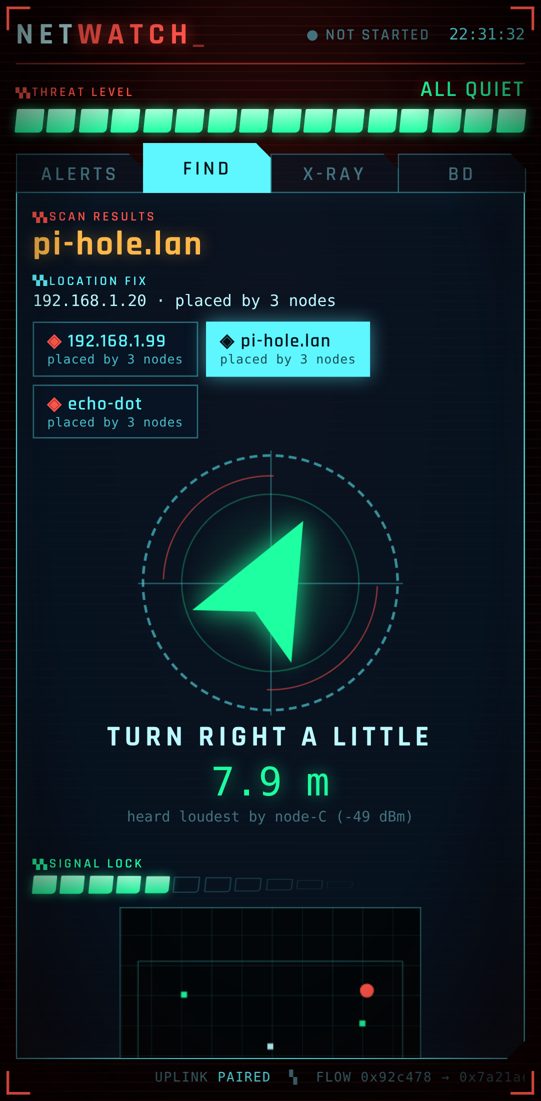 NETWATCH_
NOT STARTED 22:31:32
THREAT LEVEL
ALL QUIET
ALERTS FIND X-RAY BD
SCAN RESULTS
pi-hole.lan
LOCATION FIX
192.168.1.20 · placed by 3 nodes
192.168.1.99
placed by 3 nodes
pi-hole.lan
placed by 3 nodes
echo-dot
placed by 3 nodes
TURN RIGHT A LITTLE
7.9 m
heard loudest by node-C (-49 dBm)
SIGNAL LOCK
UPLINK PAIRED FLOW 0x92c478 →